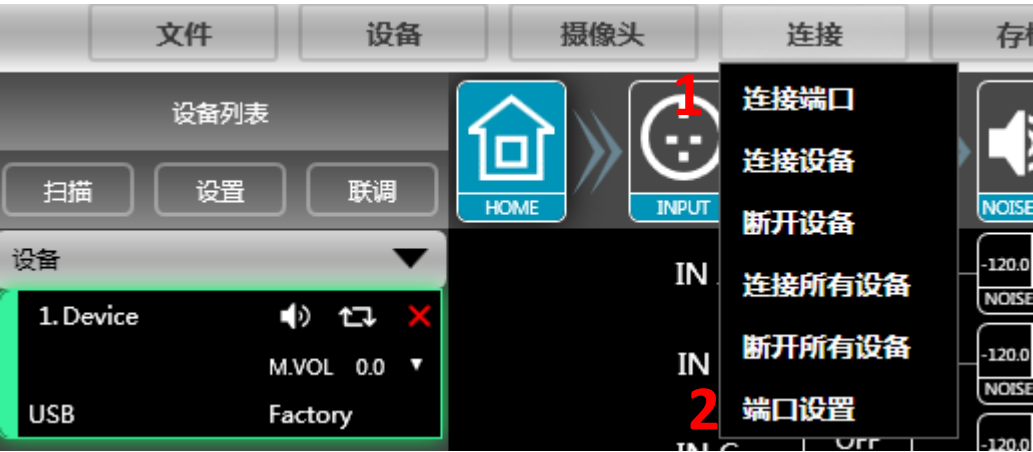 文件 设备 摄像头 连接 存
设备列表
扫描 设置 联调
HOME
INPUT
NOISE
1
连接端口
连接设备
断开设备
连接所有设备
断开所有设备
2
端口设置
设备
1. Device
M.VOL 0.0
USB Factory
IN
-120.0
NOISE
IN
-120.0
NOISE
IN
OFF
-120.0